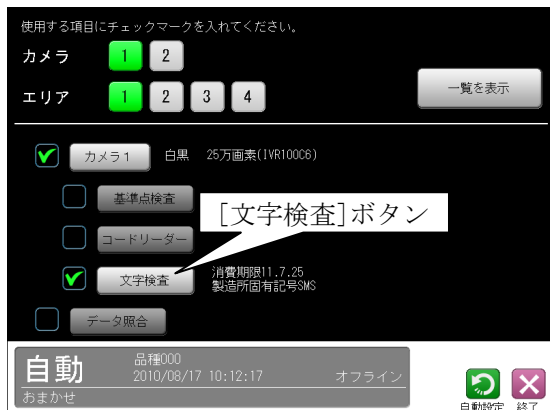 使用する項目にチェックマークを入れてください。
カメラ 1 2
エリア 1 2 3 4
一覧を表示
カメラ1 白黒 25万画素(IVR100C6)
基準点検査
[文字検査]ボタン
コードリーダー
文字検査 消費期限11.7.25
製造所固有記号SMS
データ照合
自動 品種000
2010/08/17 10:12:17 オフライン
おまかせ
自動設定 終了